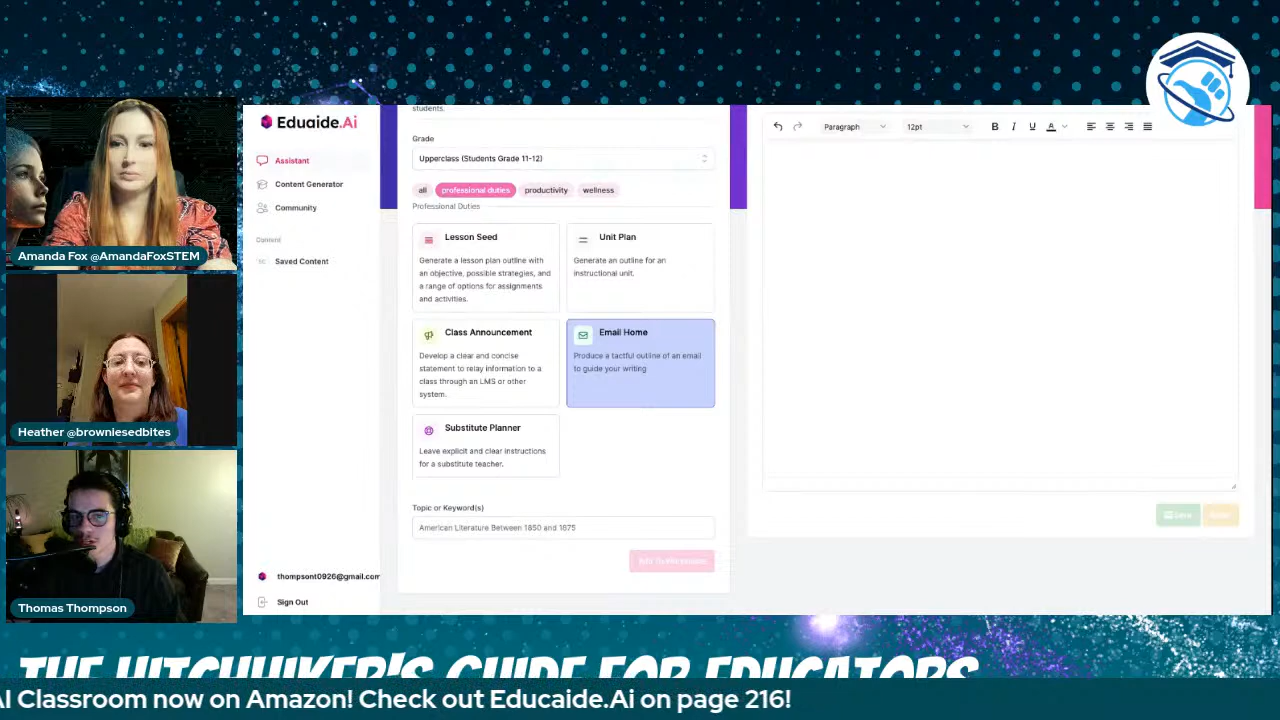 Amanda Fox @AmandaFoxSTEM
Heather @browniesedbites
Thomas Thompson
Eduaide.Ai
Assistant
Content Generator
Community
Content
Saved Content
thompsont0926@gmail.com
Sign Out
students.
Grade
Upperclass (Students Grade 11-12)
all professional duties productivity wellness
Professional Duties
Lesson Seed
Generate a lesson plan outline with
an objective, possible strategies, and
a range of options for assignments
and activities.
Unit Plan
Generate an outline for an
instructional unit.
Class Announcement
Develop a clear and concise
statement to relay information to a
class through an LMS or other
system.
Email Home
Produce a tactful outline of an email
to guide your writing
Substitute Planner
Leave explicit and clear instructions
for a substitute teacher.
Topic or Keyword(s)
American Literature Between 1850 and 1875
Paragraph 12pt B I U A
Save
THE HITCHHIKER'S GUIDE FOR EDUCATORS
AI Classroom now on Amazon! Check out Educaide.Ai on page 216!